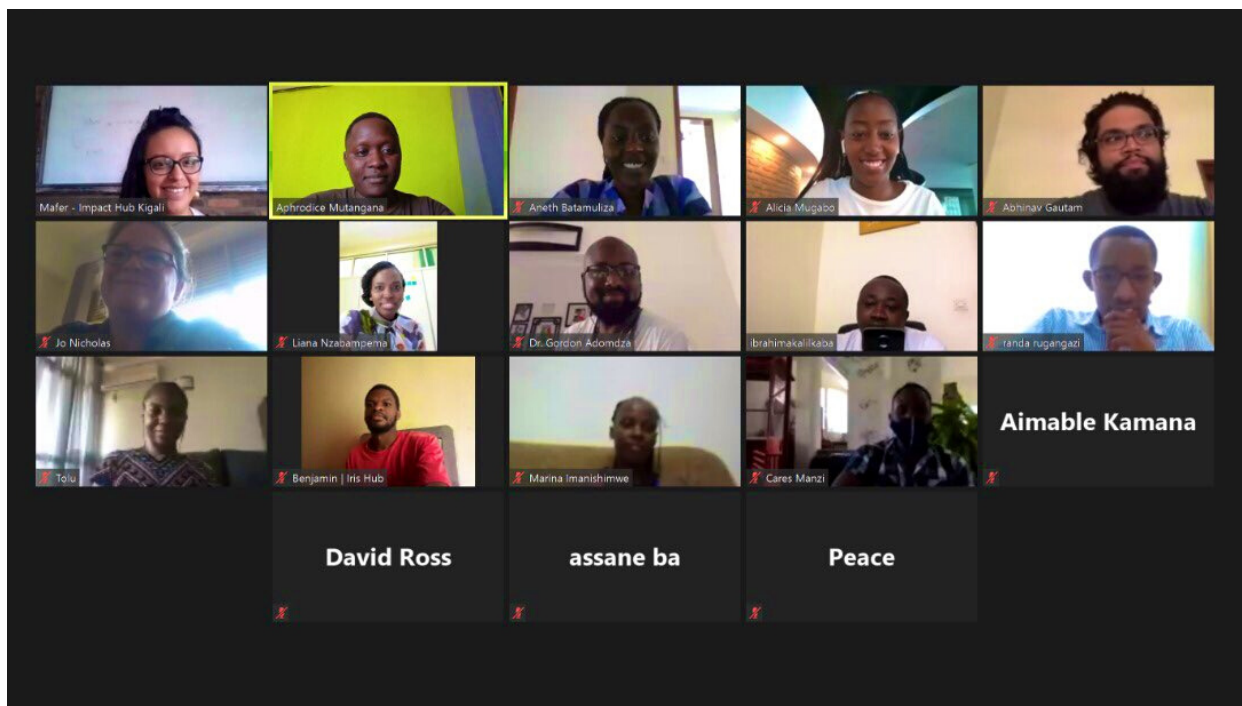 Mafer - Impact Hub Kigali
Aphrodice Mutangana
Aneth Batamuliza
Alicia Mugabo
Abhinav Gautam
Jo Nicholas
Liana Nzabampema
Dr. Gordon Adomdza
ibrahimakalilkaba
randa rugangazi
Tolu
Benjamin | Iris Hub
Marina Imanishimwe
Cares Manzi
Aimable Kamana
David Ross
assane ba
Peace